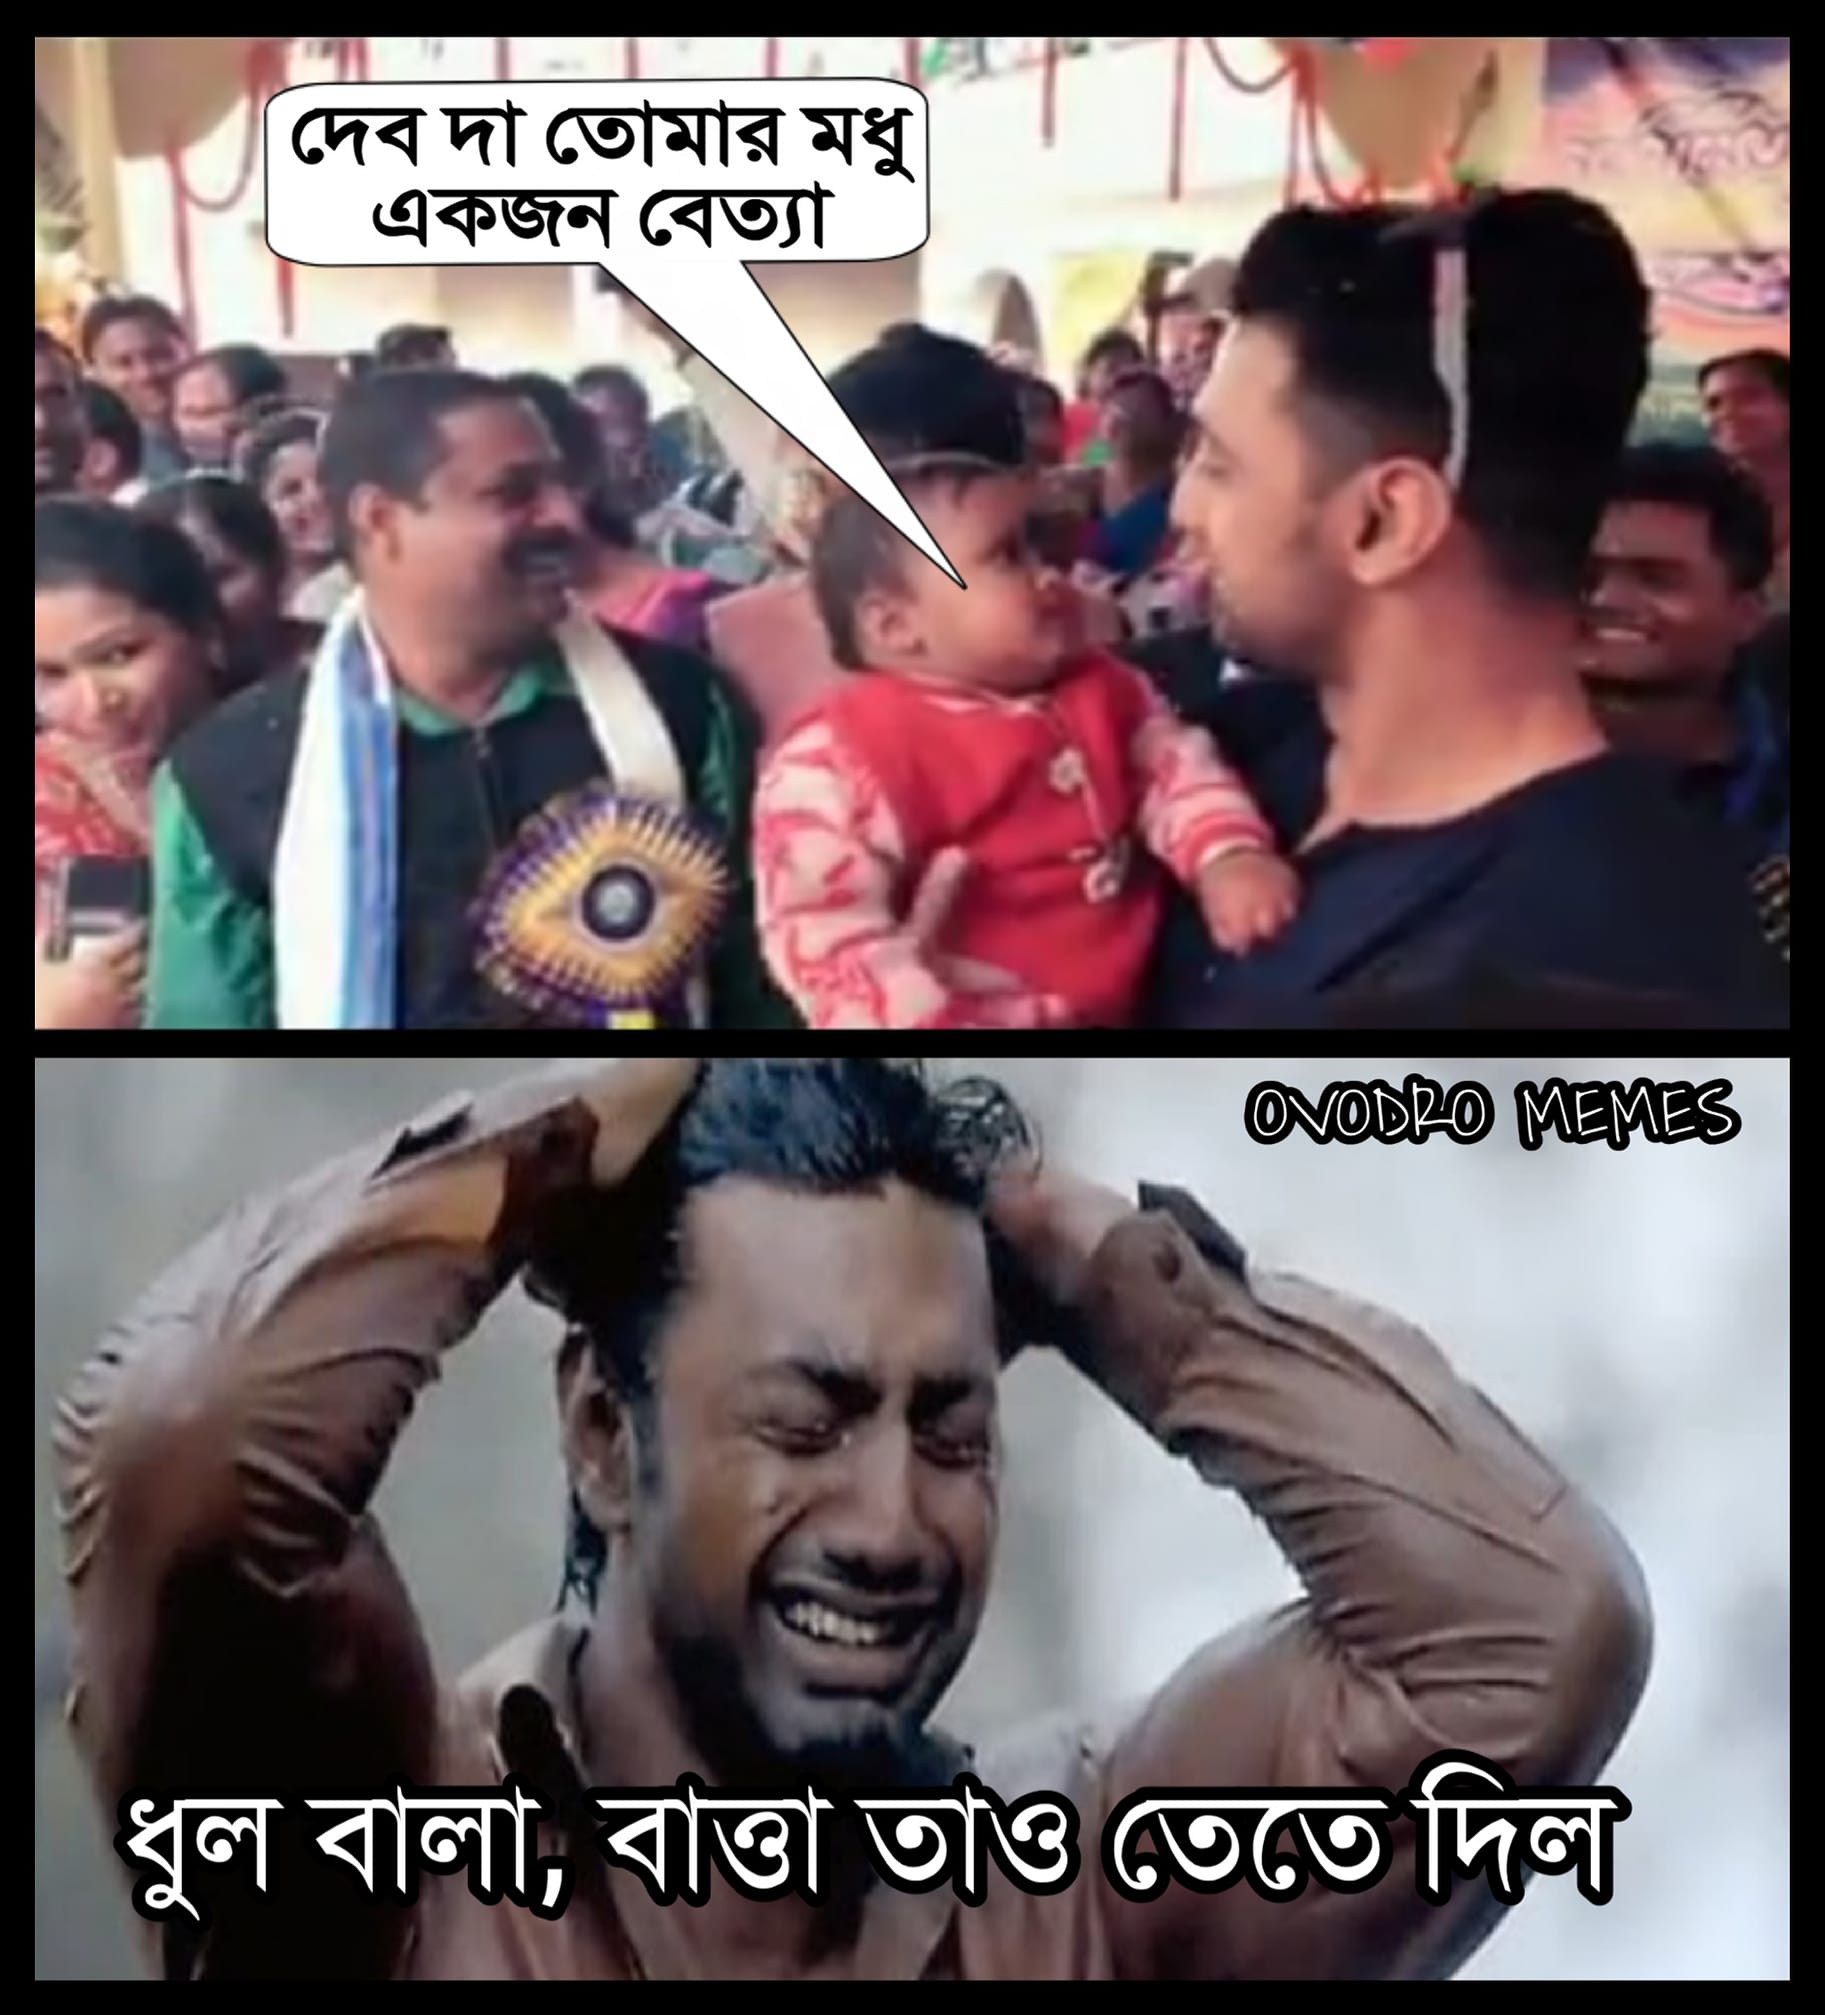 দেব দা তোমার মধু
একজন বেত্যা
OVODRO MEMES
ধুল বালা, বাত্তা তাও তেতে দিল